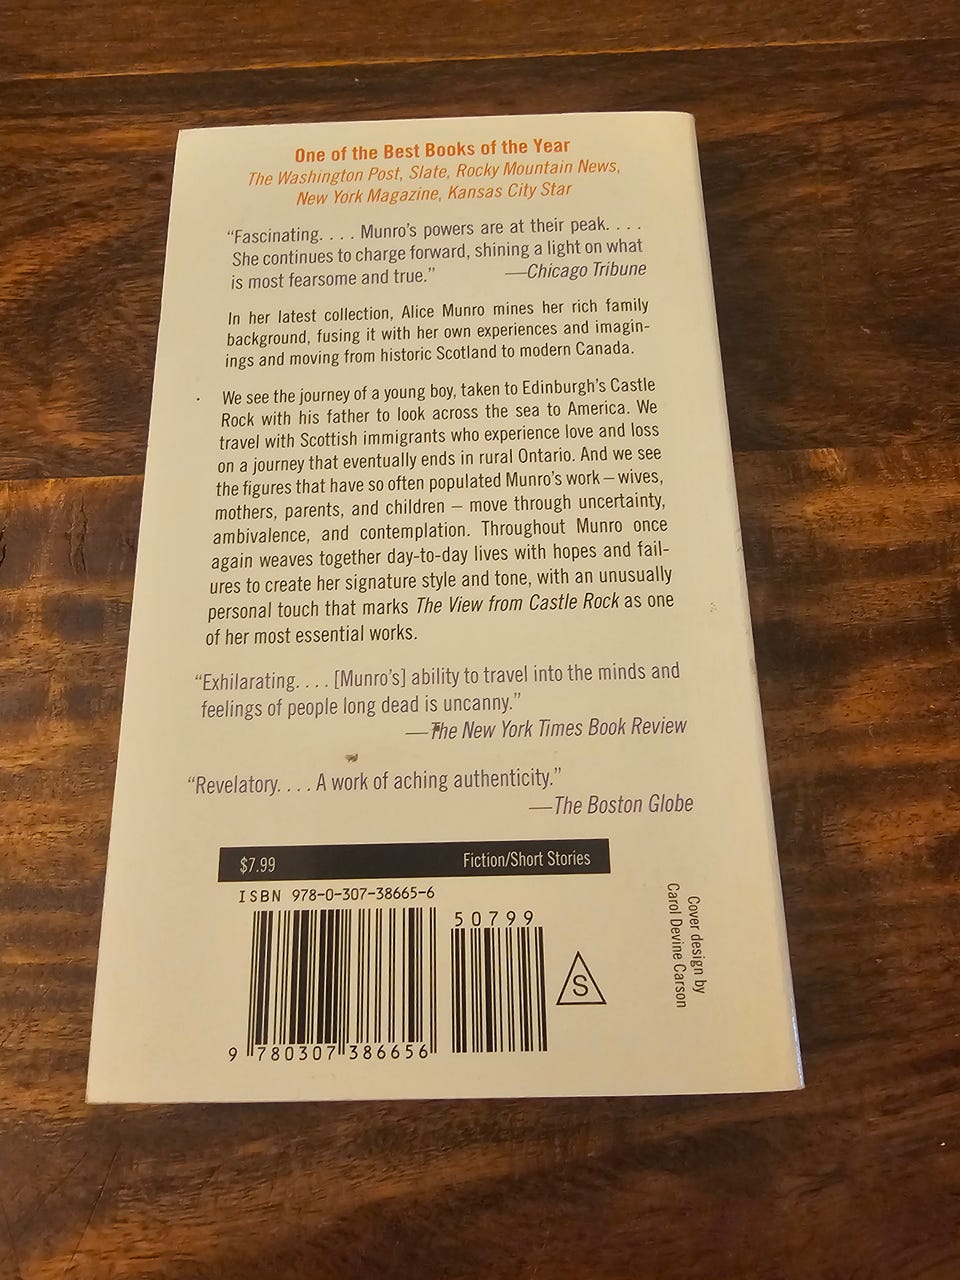 One of the Best Books of the Year
The Washington Post, Slate, Rocky Mountain News,
New York Magazine, Kansas City Star
“Fascinating. . . . Munro’s powers are at their peak. . . .
She continues to charge forward, shining a light on what
is most fearsome and true.” —Chicago Tribune
In her latest collection, Alice Munro mines her rich family
background, fusing it with her own experiences and imagin-
ings and moving from historic Scotland to modern Canada.
We see the journey of a young boy, taken to Edinburgh’s Castle
Rock with his father to look across the sea to America. We
travel with Scottish immigrants who experience love and loss
on a journey that eventually ends in rural Ontario. And we see
the figures that have so often populated Munro’s work – wives,
mothers, parents, and children – move through uncertainty,
ambivalence, and contemplation. Throughout Munro once
again weaves together day-to-day lives with hopes and fail-
ures to create her signature style and tone, with an unusually
personal touch that marks The View from Castle Rock as one
of her most essential works.
“Exhilarating. . . . [Munro’s] ability to travel into the minds and
feelings of people long dead is uncanny.”
—The New York Times Book Review
“Revelatory. . . . A work of aching authenticity.”
—The Boston Globe
$7.99 Fiction/Short Stories
ISBN 978-0-307-38665-6
50799
9 780307 386656
S
Cover design by
Carol Devine Carson